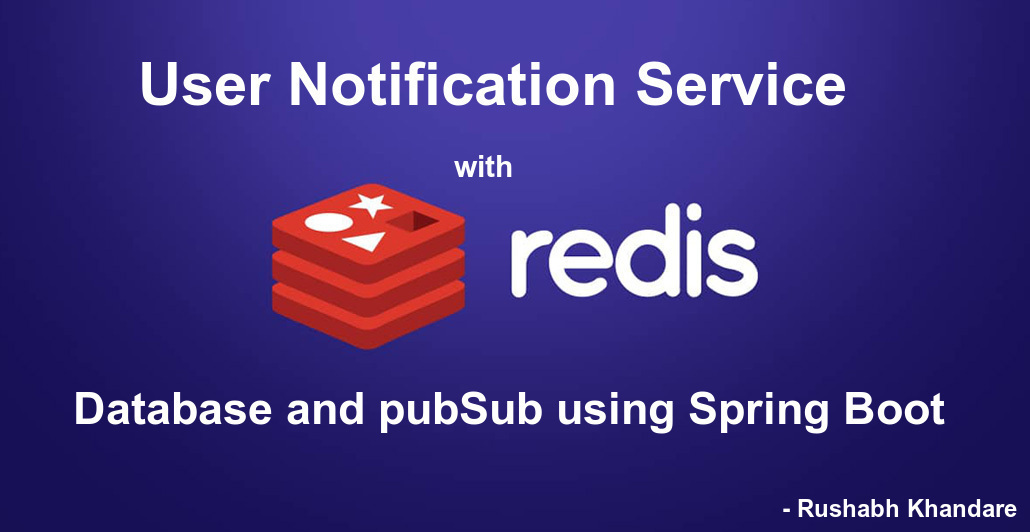 User Notification Service
with
redis
Database and pubSub using Spring Boot
- Rushabh Khandare